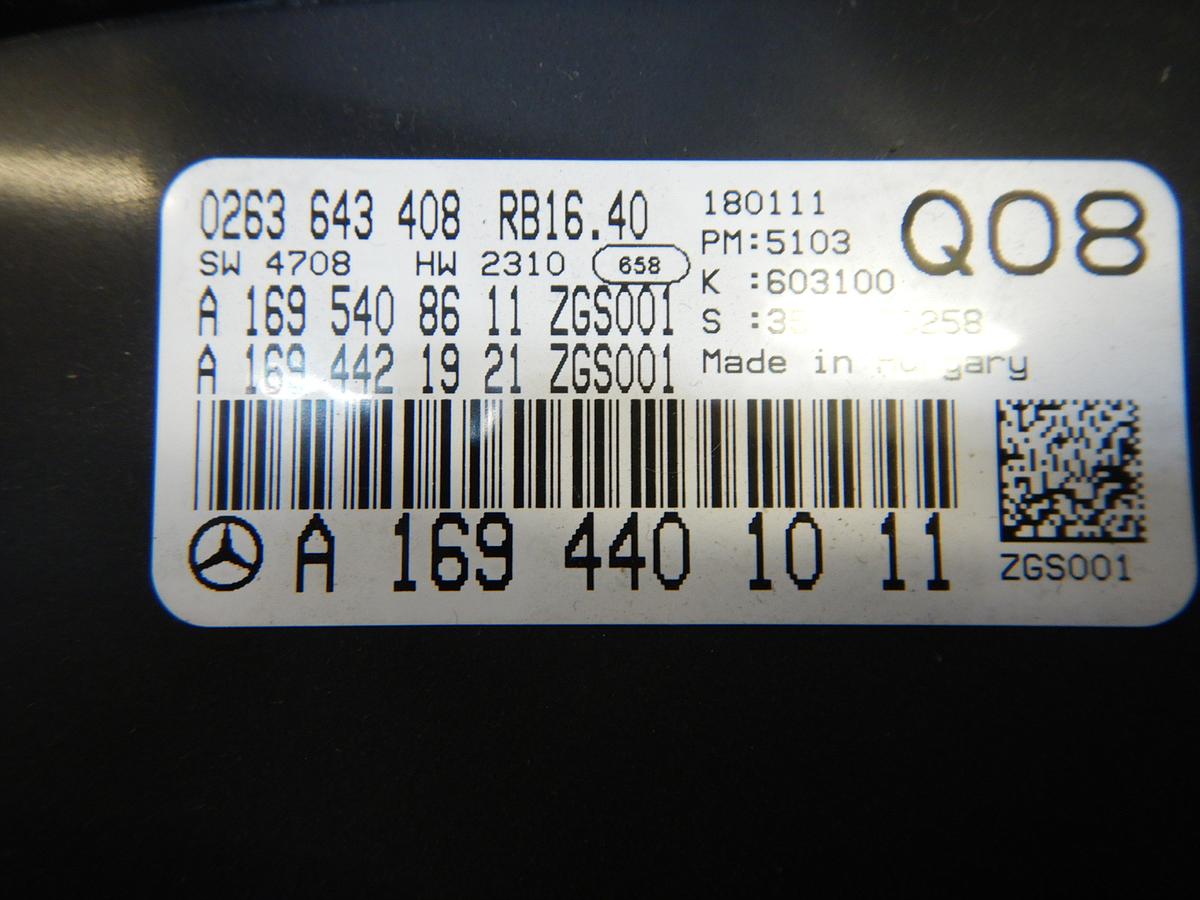 0263 643 408 RB16.40
SW 4708 HW 2310 658
A 169 540 86 11 ZGS001
A 169 442 19 21 ZGS001
180111
PM:5103
K :603100
S :
Made in
Q08
A 169 440 10 11
ZGS001